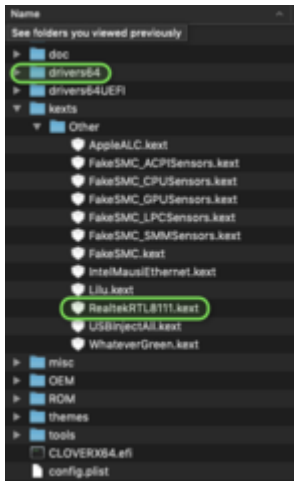 Name
See folders you viewed previously
doc
drivers64
drivers64UEFI
kexts
Other
AppleALC.kext
FakeSMC_ACPISensors.kext
FakeSMC_CPUSensors.kext
FakeSMC_GPUSensors.kext
FakeSMC_LPCSensors.kext
FakeSMC_SMMSensors.kext
FakeSMC.kext
IntelMausiEthernet.kext
Lilu.kext
RealtekRTL8111.kext
USBInjectAll.kext
WhateverGreen.kext
misc
OEM
ROM
themes
tools
CLOVERX64.efi
config.plist